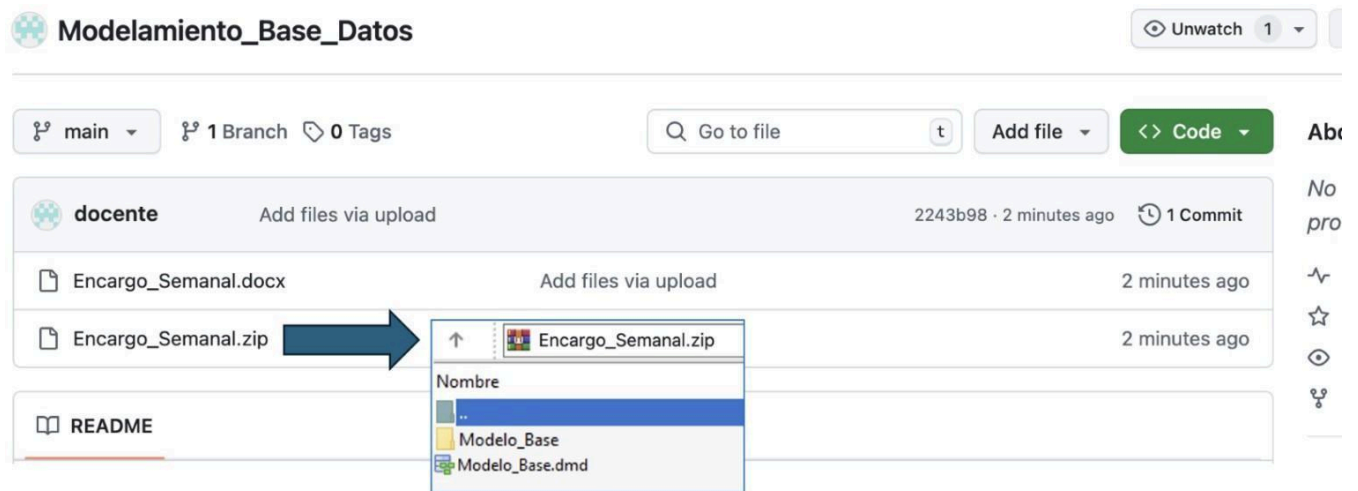 Modelamiento_Base_Datos
Unwatch 1
main 1 Branch 0 Tags Go to file t Add file <> Code
Abo
docente Add files via upload 2243b98 · 2 minutes ago 1 Commit
No
pro
Encargo_Semanal.docx Add files via upload 2 minutes ago
Encargo_Semanal.zip 2 minutes ago
Encargo_Semanal.zip
Nombre
..
README
Modelo_Base
Modelo_Base.dmd